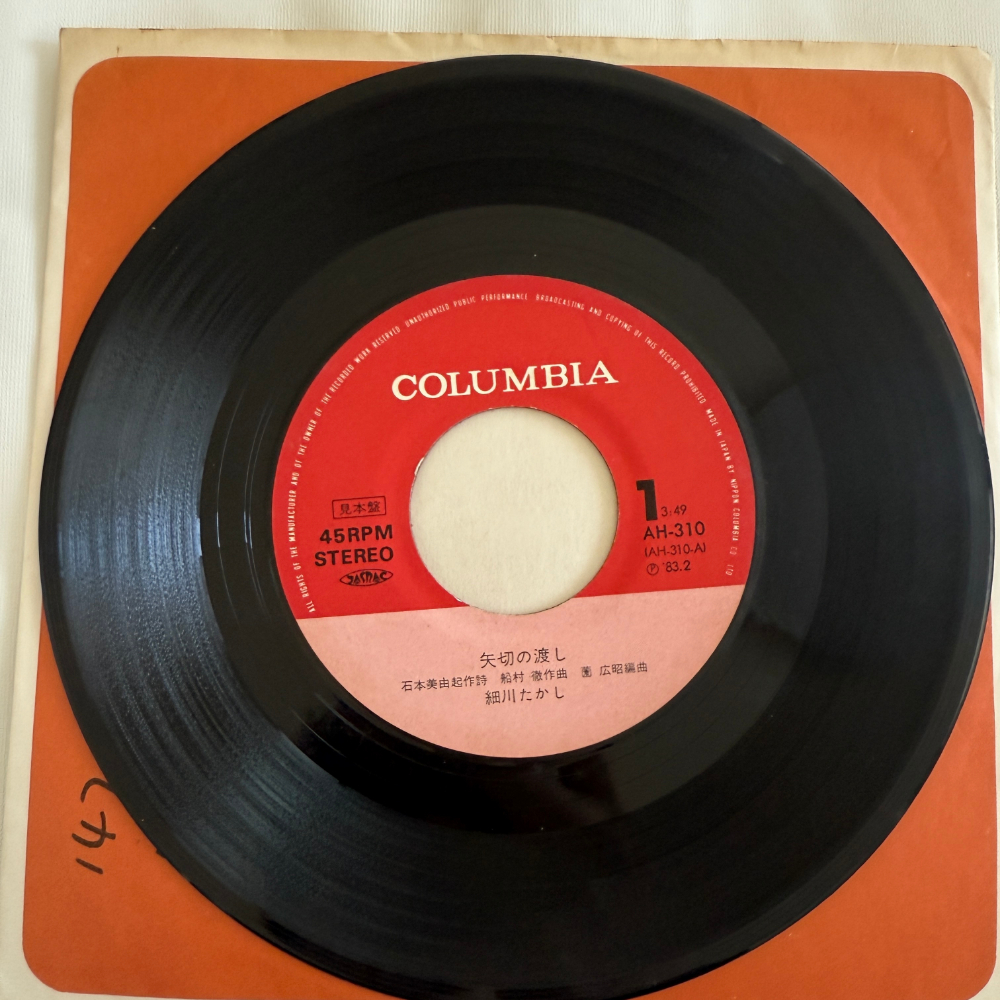 ALL RIGHTS OF THE MANUFACTURER AND OF THE OWNER OF THE RECORDED WORK RESERVED UNAUTHORIZED PUBLIC PERFORMANCE BROADCASTING AND COPYING OF THIS RECORD PROHIBITED MADE IN JAPAN BY NIPPON COLUMBIA CO LTD
COLUMBIA
見本盤
45RPM
STEREO
JASRAC
1 3:49
AH-310
(AH-310-A)
Ⓟ '83.2
矢切の渡し
石本美由起作詩 船村 徹作曲 薗 広昭編曲
細川たかし